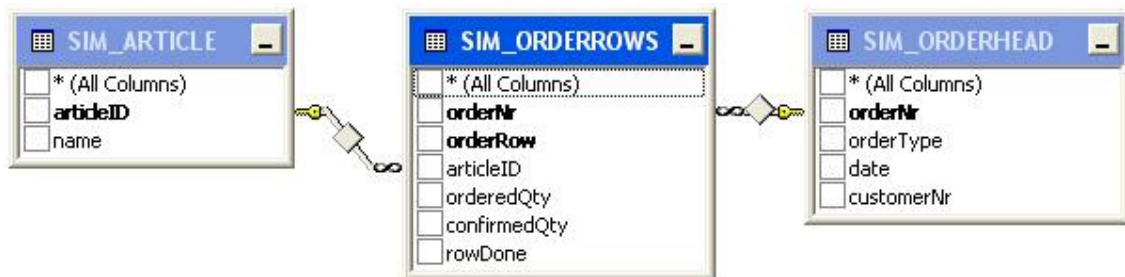 SIM_ARTICLE
* (All Columns)
articleID
name
SIM_ORDERROWS
* (All Columns)
orderNr
orderRow
articleID
orderedQty
confirmedQty
rowDone
SIM_ORDERHEAD
* (All Columns)
orderNr
orderType
date
customerNr